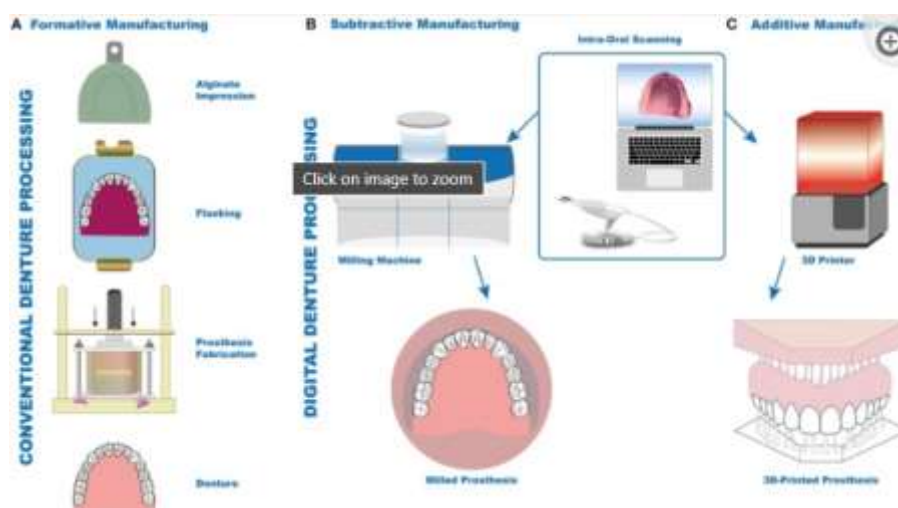 A Formative Manufacturing
B Subtractive Manufacturing
C Additive Manufac
Intra-Oral Scanning
CONVENTIONAL DENTURE PROCESSING
Alginate
Impression
Flasking
Prosthesis
Fabrication
Denture
DIGITAL DENTURE PROCESSING
Click on image to zoom
Milling Machine
3D Printer
Milled Prosthesis
3D-Printed Prosthesis